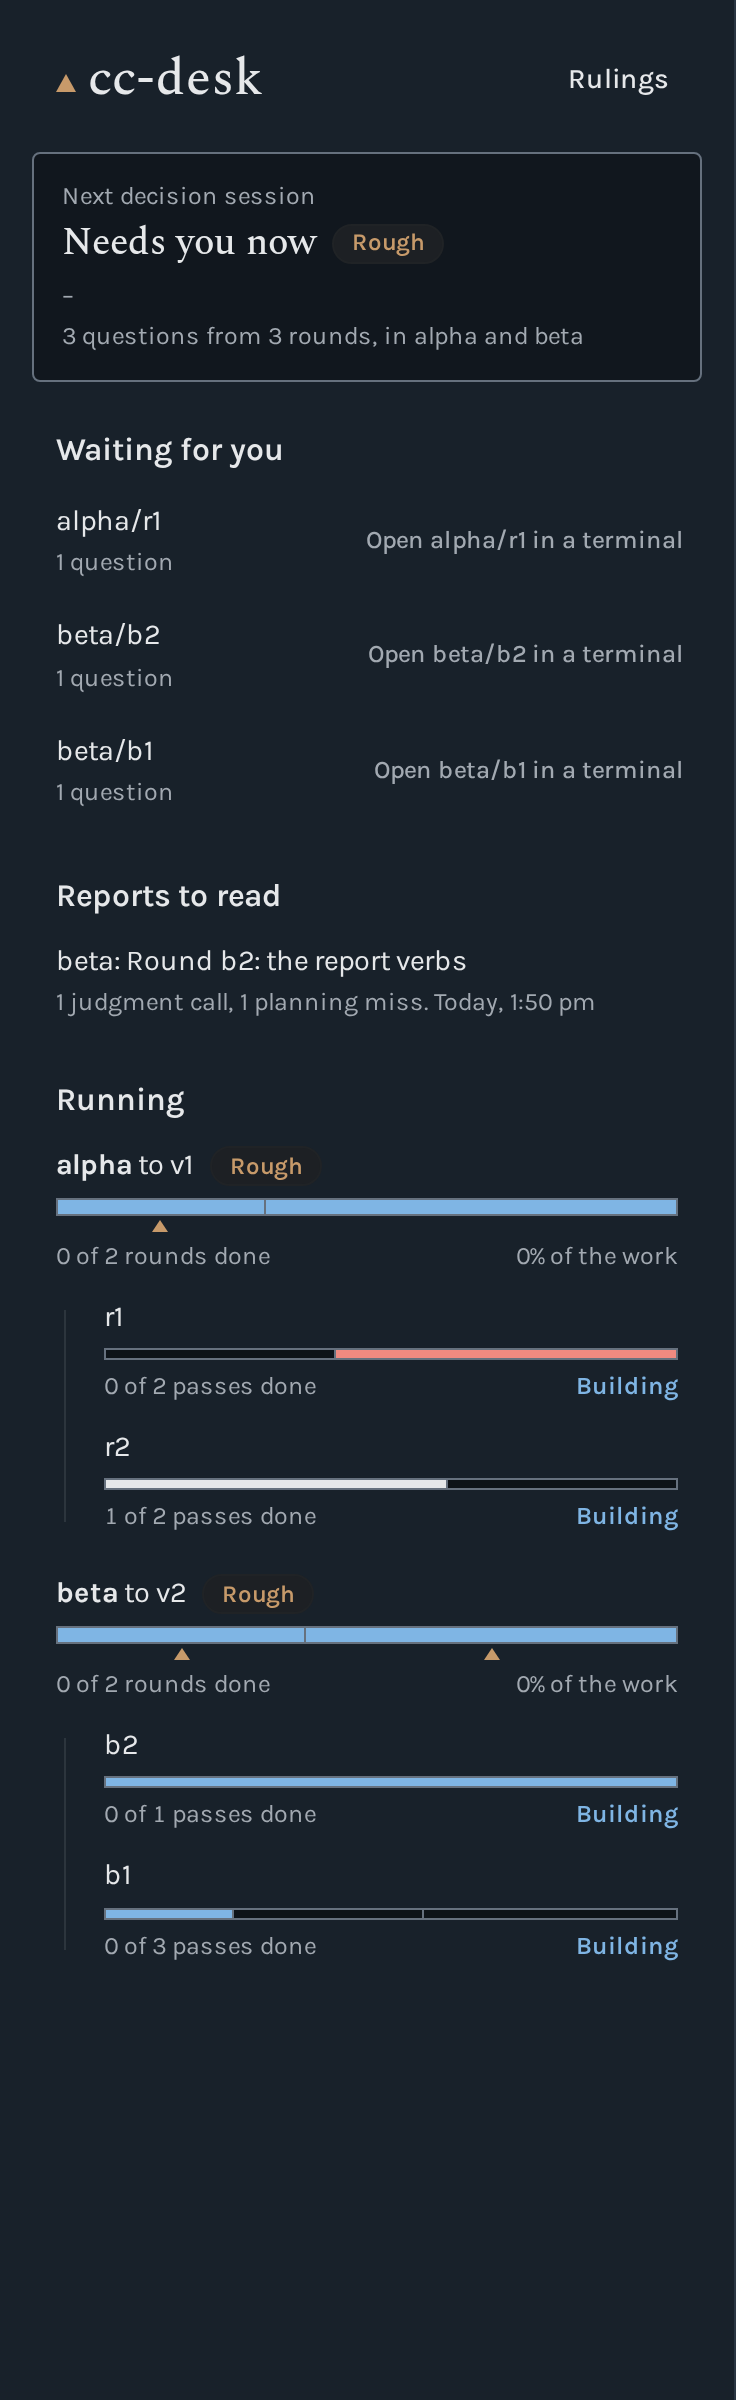 cc-desk
Rulings
Next decision session
Needs you now Rough
–
3 questions from 3 rounds, in alpha and beta
Waiting for you
alpha/r1
1 question
Open alpha/r1 in a terminal
beta/b2
1 question
Open beta/b2 in a terminal
beta/b1
1 question
Open beta/b1 in a terminal
Reports to read
beta: Round b2: the report verbs
1 judgment call, 1 planning miss. Today, 1:50 pm
Running
alpha to v1 Rough
0 of 2 rounds done
0% of the work
r1
0 of 2 passes done
Building
r2
1 of 2 passes done
Building
beta to v2 Rough
0 of 2 rounds done
0% of the work
b2
0 of 1 passes done
Building
b1
0 of 3 passes done
Building